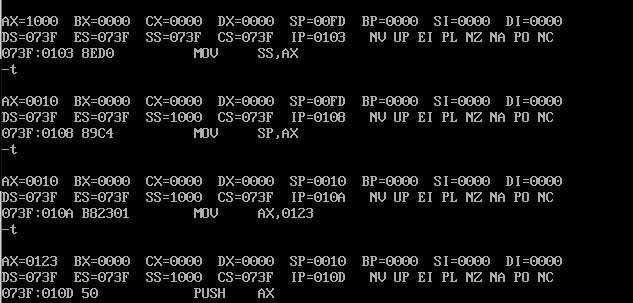 AX=1000 BX=0000 CX=0000 DX=0000 SP=00FD BP=0000 SI=0000 DI=0000
DS=073F ES=073F SS=073F CS=073F IP=0103 NV UP EI PL NZ NA PO NC
073F:0103 8ED0 MOV SS,AX
-t
AX=0010 BX=0000 CX=0000 DX=0000 SP=00FD BP=0000 SI=0000 DI=0000
DS=073F ES=073F SS=1000 CS=073F IP=0108 NV UP EI PL NZ NA PO NC
073F:0108 89C4 MOV SP,AX
-t
AX=0010 BX=0000 CX=0000 DX=0000 SP=0010 BP=0000 SI=0000 DI=0000
DS=073F ES=073F SS=1000 CS=073F IP=010A NV UP EI PL NZ NA PO NC
073F:010A B82301 MOV AX,0123
-t
AX=0123 BX=0000 CX=0000 DX=0000 SP=0010 BP=0000 SI=0000 DI=0000
DS=073F ES=073F SS=1000 CS=073F IP=010D NV UP EI PL NZ NA PO NC
073F:010D 50 PUSH AX